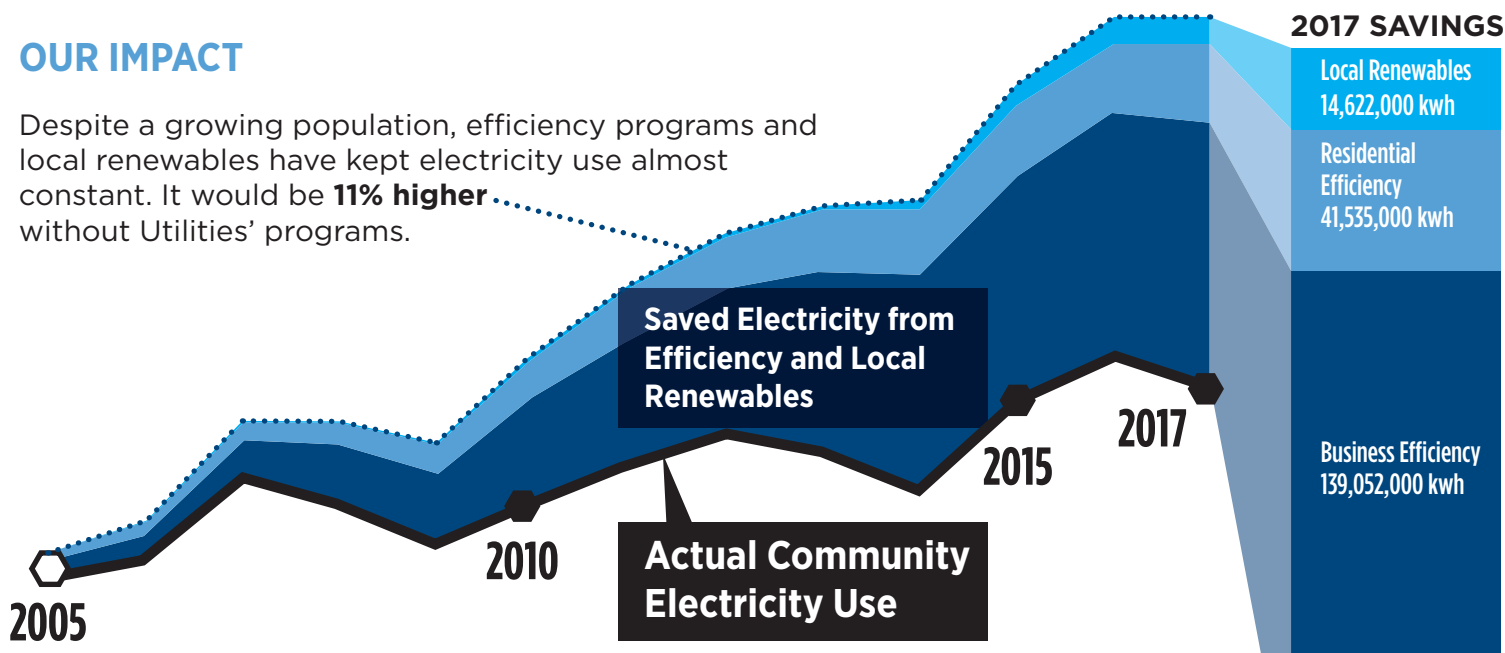 OUR IMPACT
Despite a growing population, efficiency programs and
local renewables have kept electricity use almost
constant. It would be 11% higher
without Utilities’ programs.
2017 SAVINGS
Local Renewables
14,622,000 kwh
Residential
Efficiency
41,535,000 kwh
Business Efficiency
139,052,000 kwh
Saved Electricity from
Efficiency and Local
Renewables
Actual Community
Electricity Use
2005
2010
2015
2017